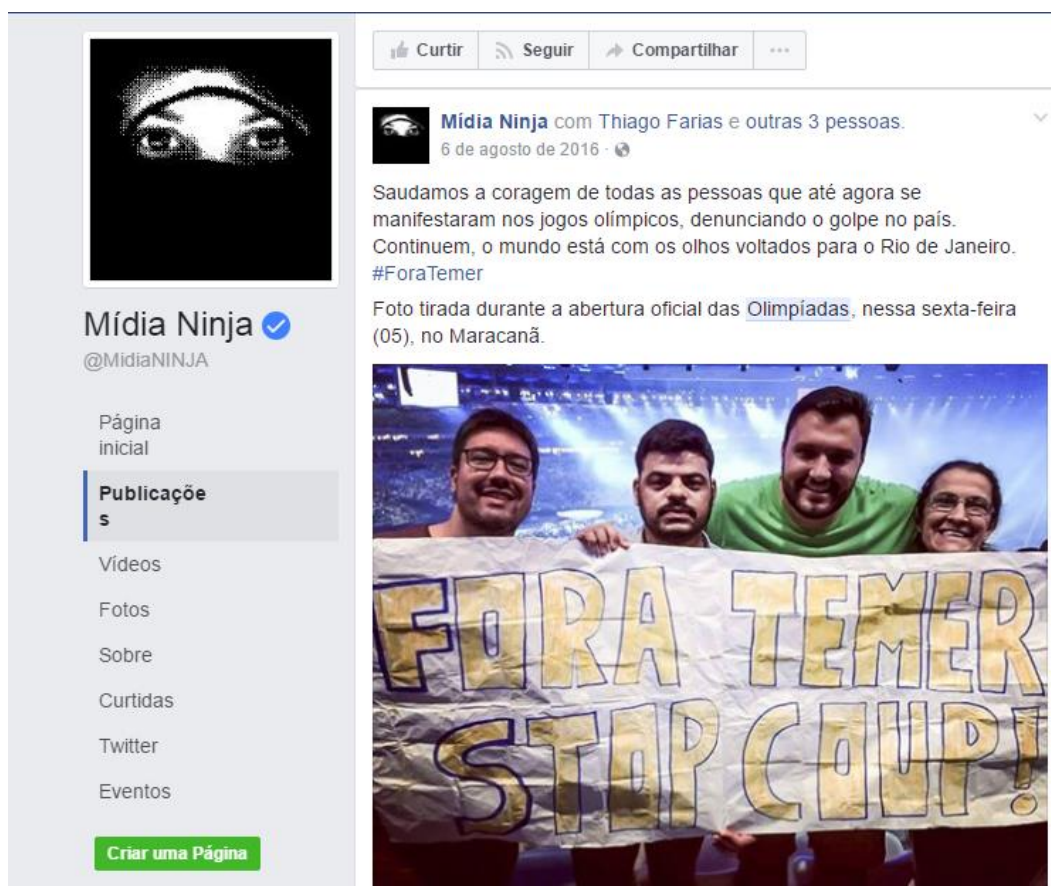 Curtir
Seguir
Compartilhar
Mídia Ninja com Thiago Farias e outras 3 pessoas.
6 de agosto de 2016 ·
Saudamos a coragem de todas as pessoas que até agora se
manifestaram nos jogos olímpicos, denunciando o golpe no país.
Continuem, o mundo está com os olhos voltados para o Rio de Janeiro.
#ForaTemer
Foto tirada durante a abertura oficial das Olimpíadas, nessa sexta-feira
(05), no Maracanã.
FORA TEMER
STOP COUP!
Mídia Ninja
@MidiaNINJA
Página
inicial
Publicaçõe
s
Vídeos
Fotos
Sobre
Curtidas
Twitter
Eventos
Criar uma Página